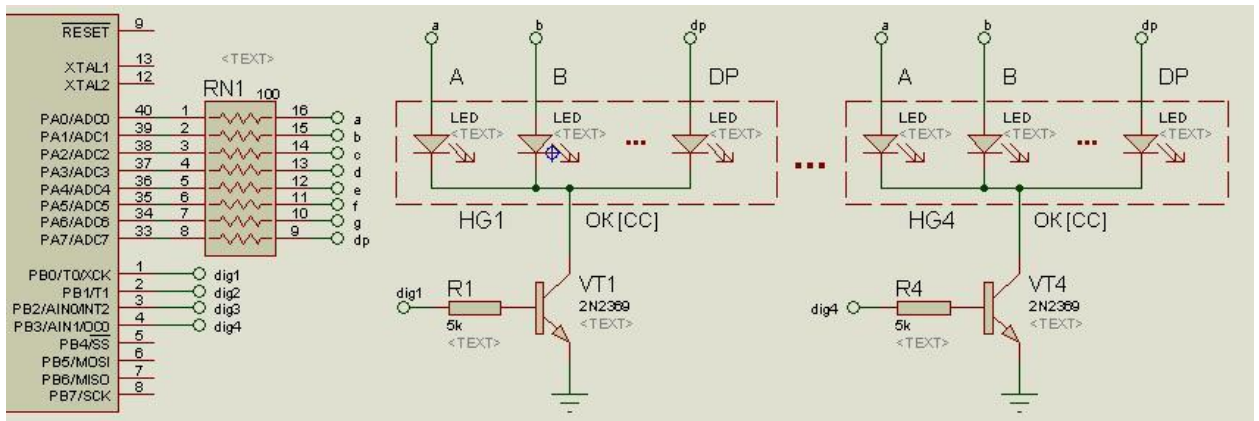 RESET 9
XTAL1 13
XTAL2 12
<TEXT>
RN1 100
PA0/ADC0 40 1 16 a
PA1/ADC1 39 2 15 b
PA2/ADC2 38 3 14 c
PA3/ADC3 37 4 13 d
PA4/ADC4 36 5 12 e
PA5/ADC5 35 6 11 f
PA6/ADC6 34 7 10 g
PA7/ADC7 33 8 9 dp
PB0/T0/XCK 1 dig1
PB1/T1 2 dig2
PB2/AIN0/INT2 3 dig3
PB3/AIN1/OC0 4 dig4
PB4/SS 5
PB5/MOSI 6
PB6/MISO 7
PB7/SCK 8
a b dp
A B DP
LED LED LED
<TEXT> <TEXT> <TEXT>
... ...
HG1 OK[CC]
dig1 R1 VT1
5k 2N2369
<TEXT> <TEXT>
a b dp
A B DP
LED LED LED
<TEXT> <TEXT> <TEXT>
...
HG4 OK[CC]
dig4 R4 VT4
5k 2N2369
<TEXT> <TEXT>